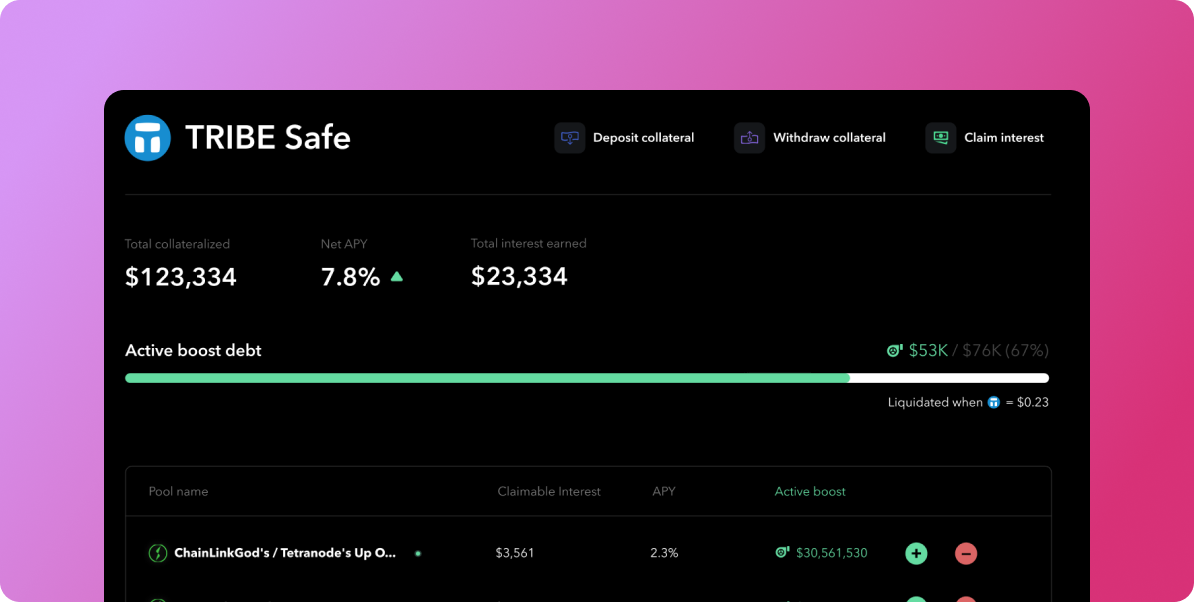 TRIBE Safe
Deposit collateral
Withdraw collateral
Claim interest
Total collateralized
Net APY
Total interest earned
$123,334
7.8%
$23,334
Active boost debt
$53K / $76K (67%)
Liquidated when = $0.23
Pool name
Claimable Interest
APY
Active boost
ChainLinkGod's / Tetranode's Up O...
$3,561
2.3%
$30,561,530